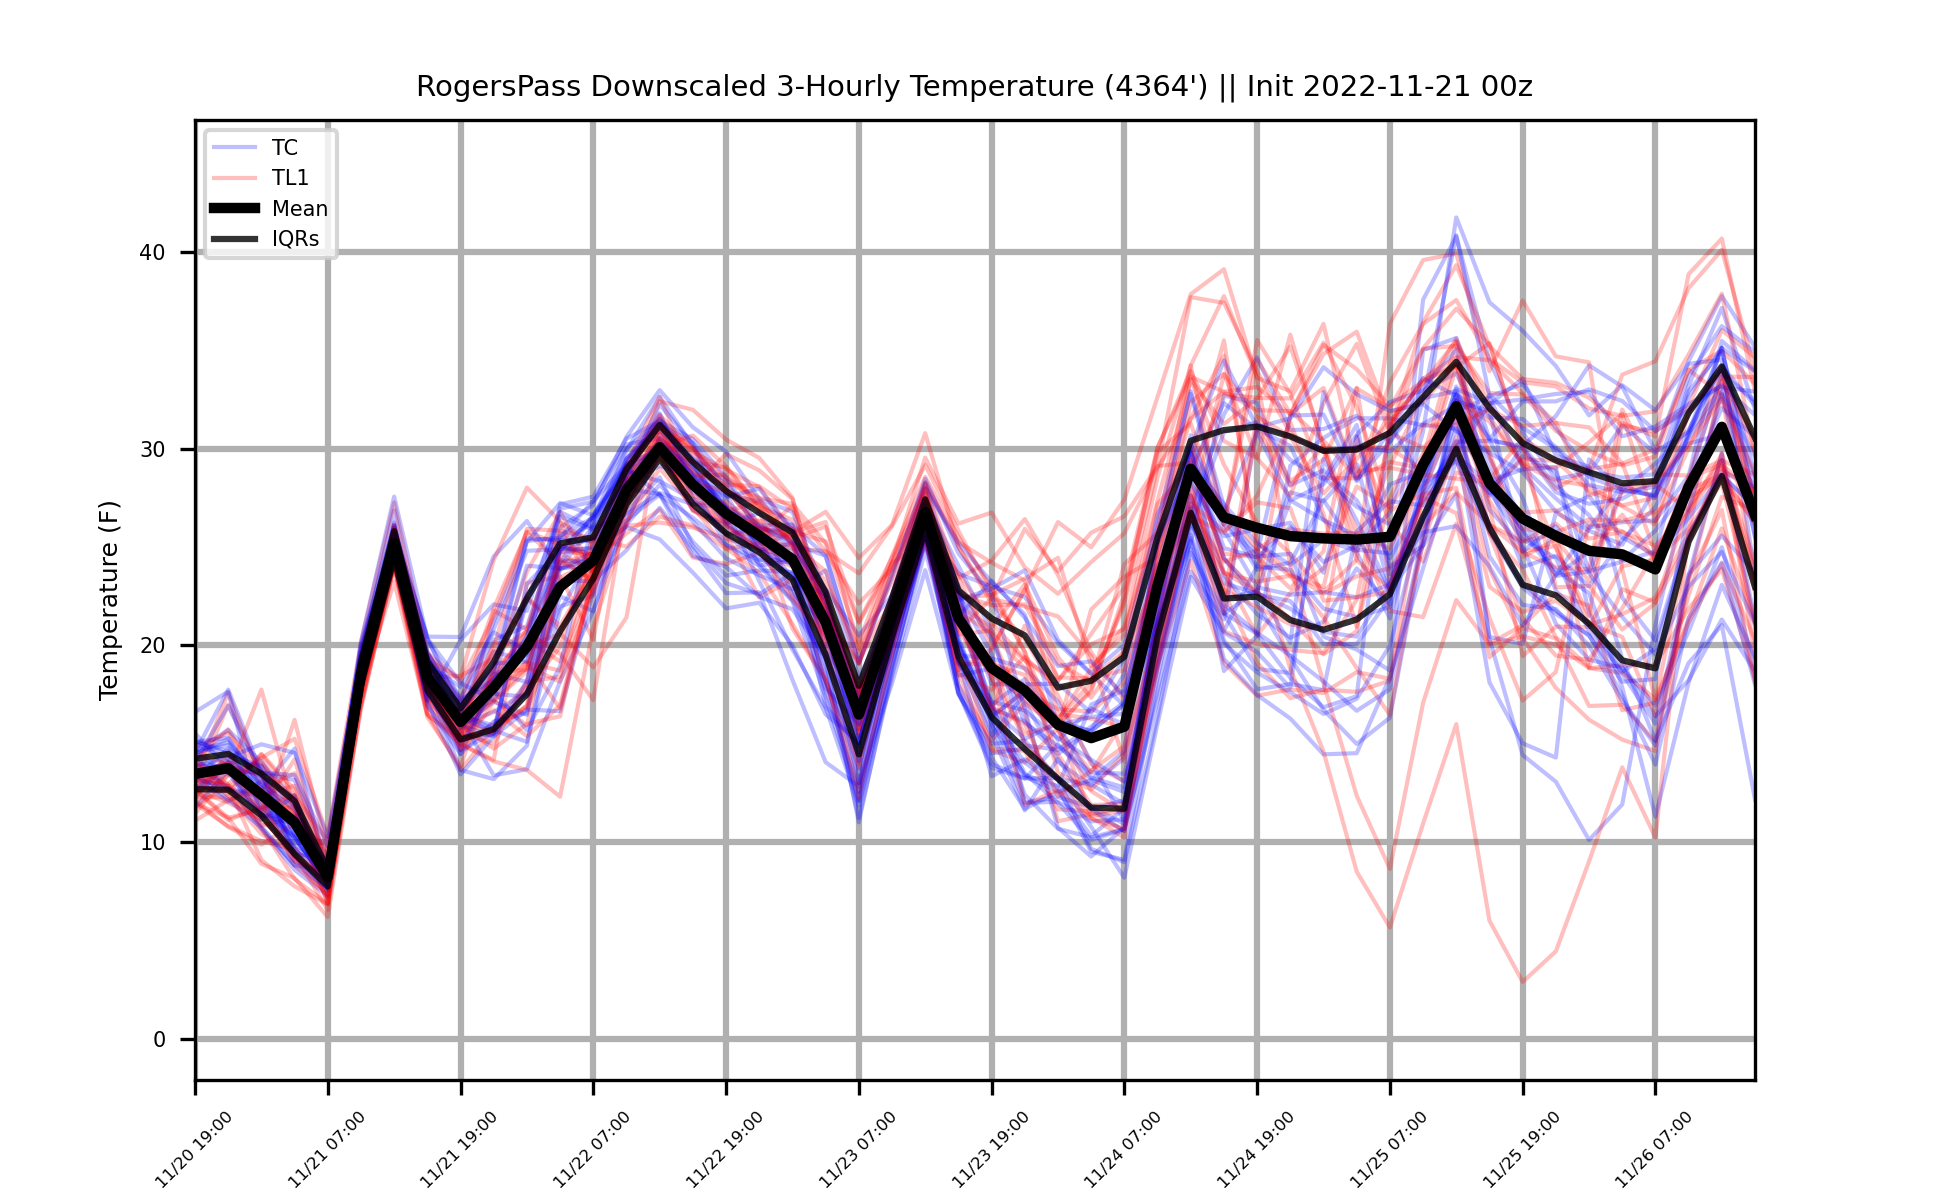 RogersPass Downscaled 3-Hourly Temperature (4364') || Init 2022-11-21 00z
TC
TL1
Mean
IQRs
Temperature (F)
40
30
20
10
0
11/20 19:00
11/21 07:00
11/21 19:00
11/22 07:00
11/22 19:00
11/23 07:00
11/23 19:00
11/24 07:00
11/24 19:00
11/25 07:00
11/25 19:00
11/26 07:00